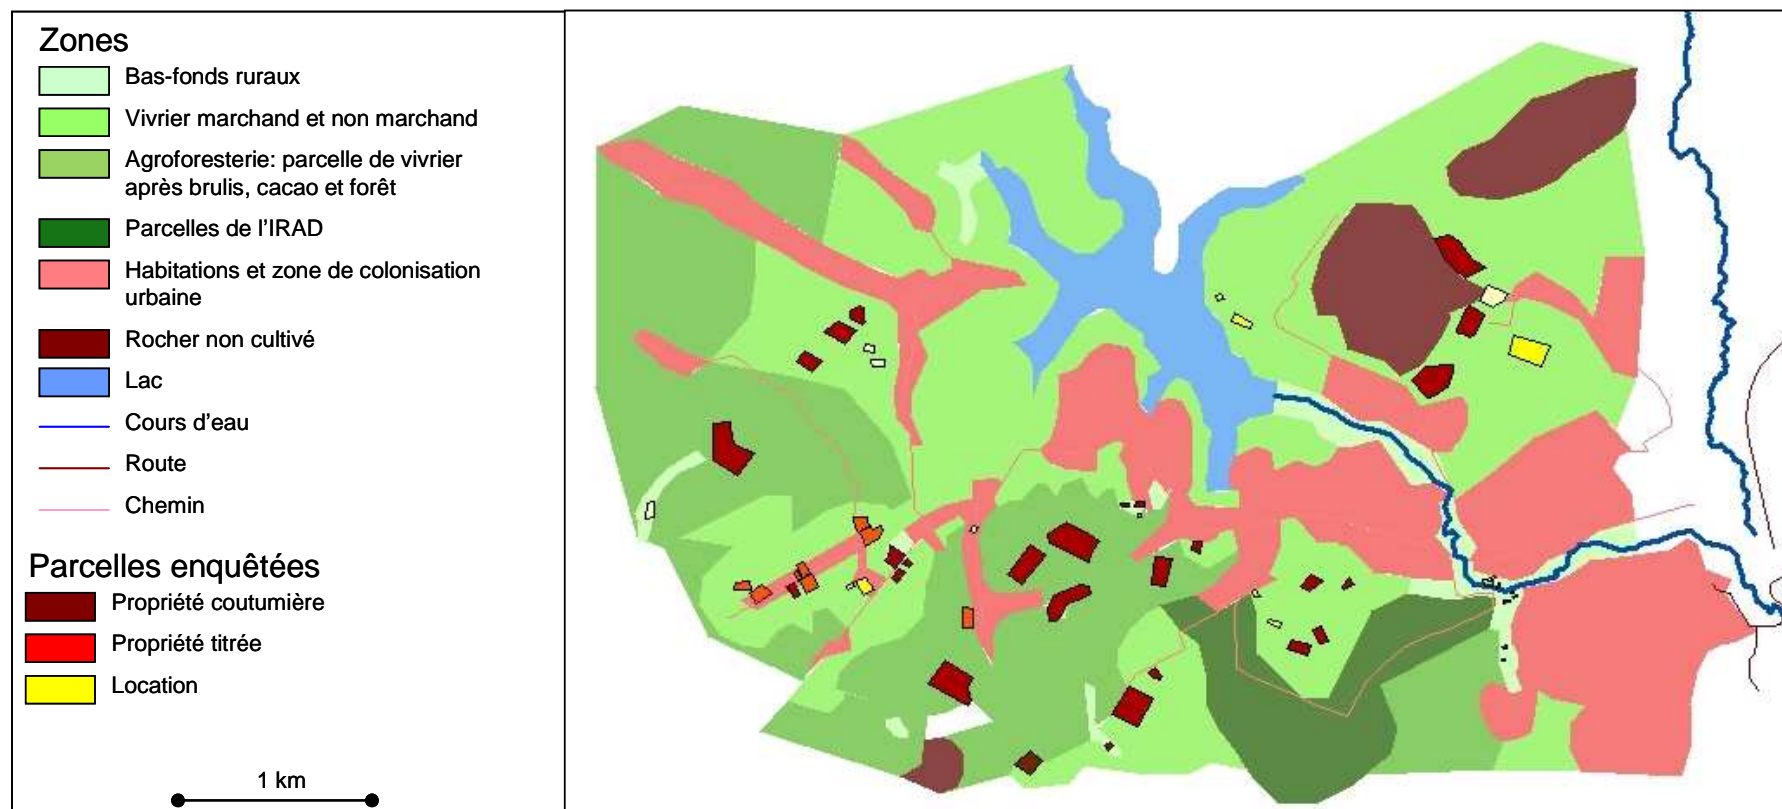 Zones
Bas-fonds ruraux
Vivrier marchand et non marchand
Agroforesterie: parcelle de vivrier
après brulis, cacao et forêt
Parcelles de l'IRAD
Habitations et zone de colonisation
urbaine
Rocher non cultivé
Lac
Cours d'eau
Route
Chemin
Parcelles enquêtées
Propriété coutumière
Propriété titrée
Location
1 km